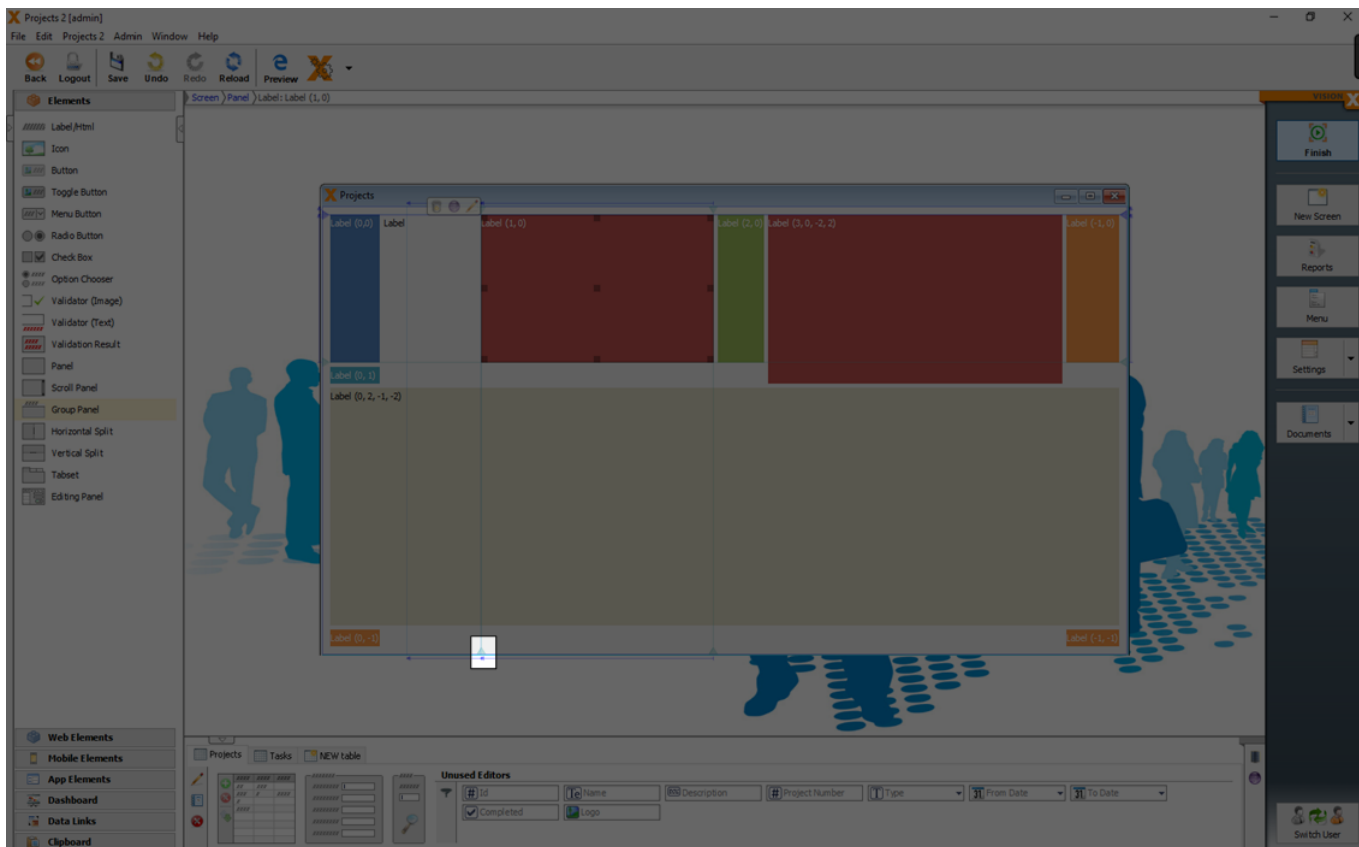 Projects 2 [admin]
File Edit Projects 2 Admin Window Help
Back Logout Save Undo Redo Reload Preview
Elements
Screen Panel Label: Label (1, 0)
VISION X
Label/Html
Icon
Button
Toggle Button
Menu Button
Radio Button
Check Box
Option Chooser
Validator (Image)
Validator (Text)
Validation Result
Panel
Scroll Panel
Group Panel
Horizontal Split
Vertical Split
Tabset
Editing Panel
Projects
Label (0,0) Label Label (1, 0) Label (2, 0) Label (3, 0, -2, 2) Label (-1, 0)
Label (0, 1)
Label (0, 2, -1, -2)
Label (0, -1) Label (-1, -1)
Finish
New Screen
Reports
Menu
Settings
Documents
Switch User
Web Elements
Mobile Elements
App Elements
Dashboard
Data Links
Clipboard
Projects Tasks NEW table
Unused Editors
Id Name Description Project Number Type From Date To Date
Completed Logo